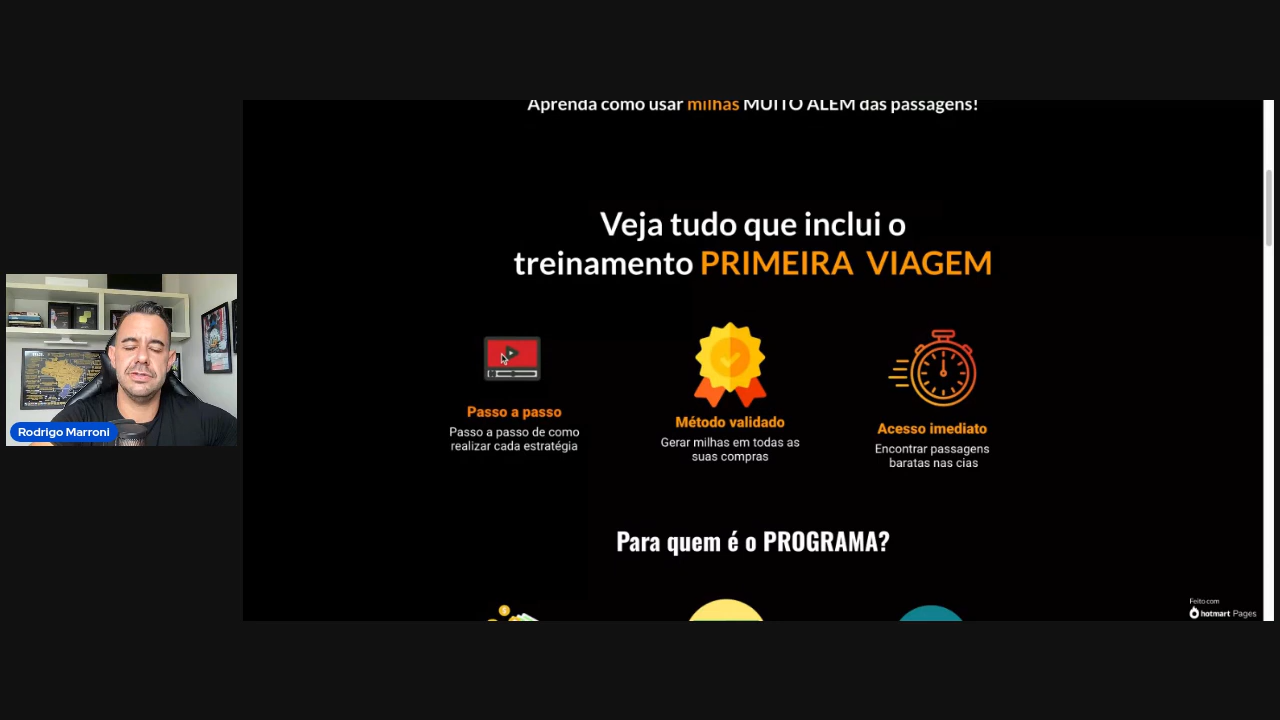 Aprenda como usar milhas MUITO ALÉM das passagens!
Veja tudo que inclui o
treinamento PRIMEIRA VIAGEM
Passo a passo
Passo a passo de como
realizar cada estratégia
Método validado
Gerar milhas em todas as
suas compras
Acesso imediato
Encontrar passagens
baratas nas cias
Para quem é o PROGRAMA?
Rodrigo Marroni
Feito com
hotmart Pages